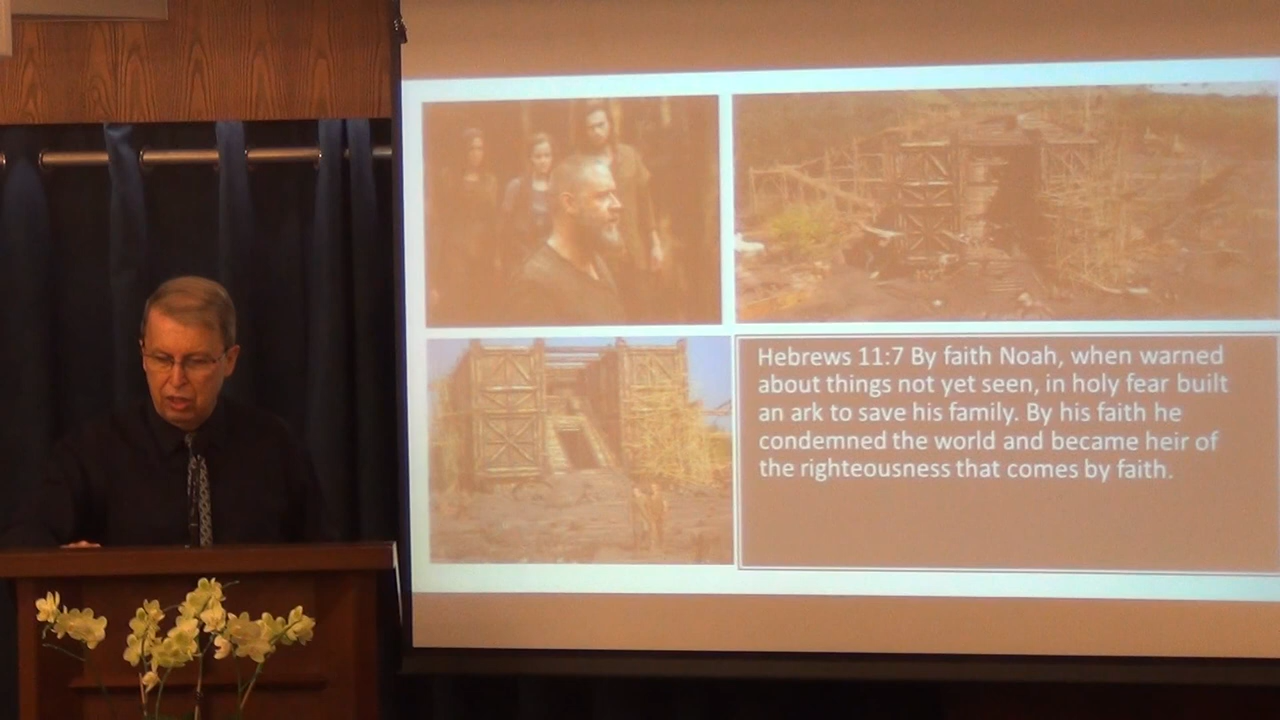 Hebrews 11:7 By faith Noah, when warned
about things not yet seen, in holy fear built
an ark to save his family. By his faith he
condemned the world and became heir of
the righteousness that comes by faith.